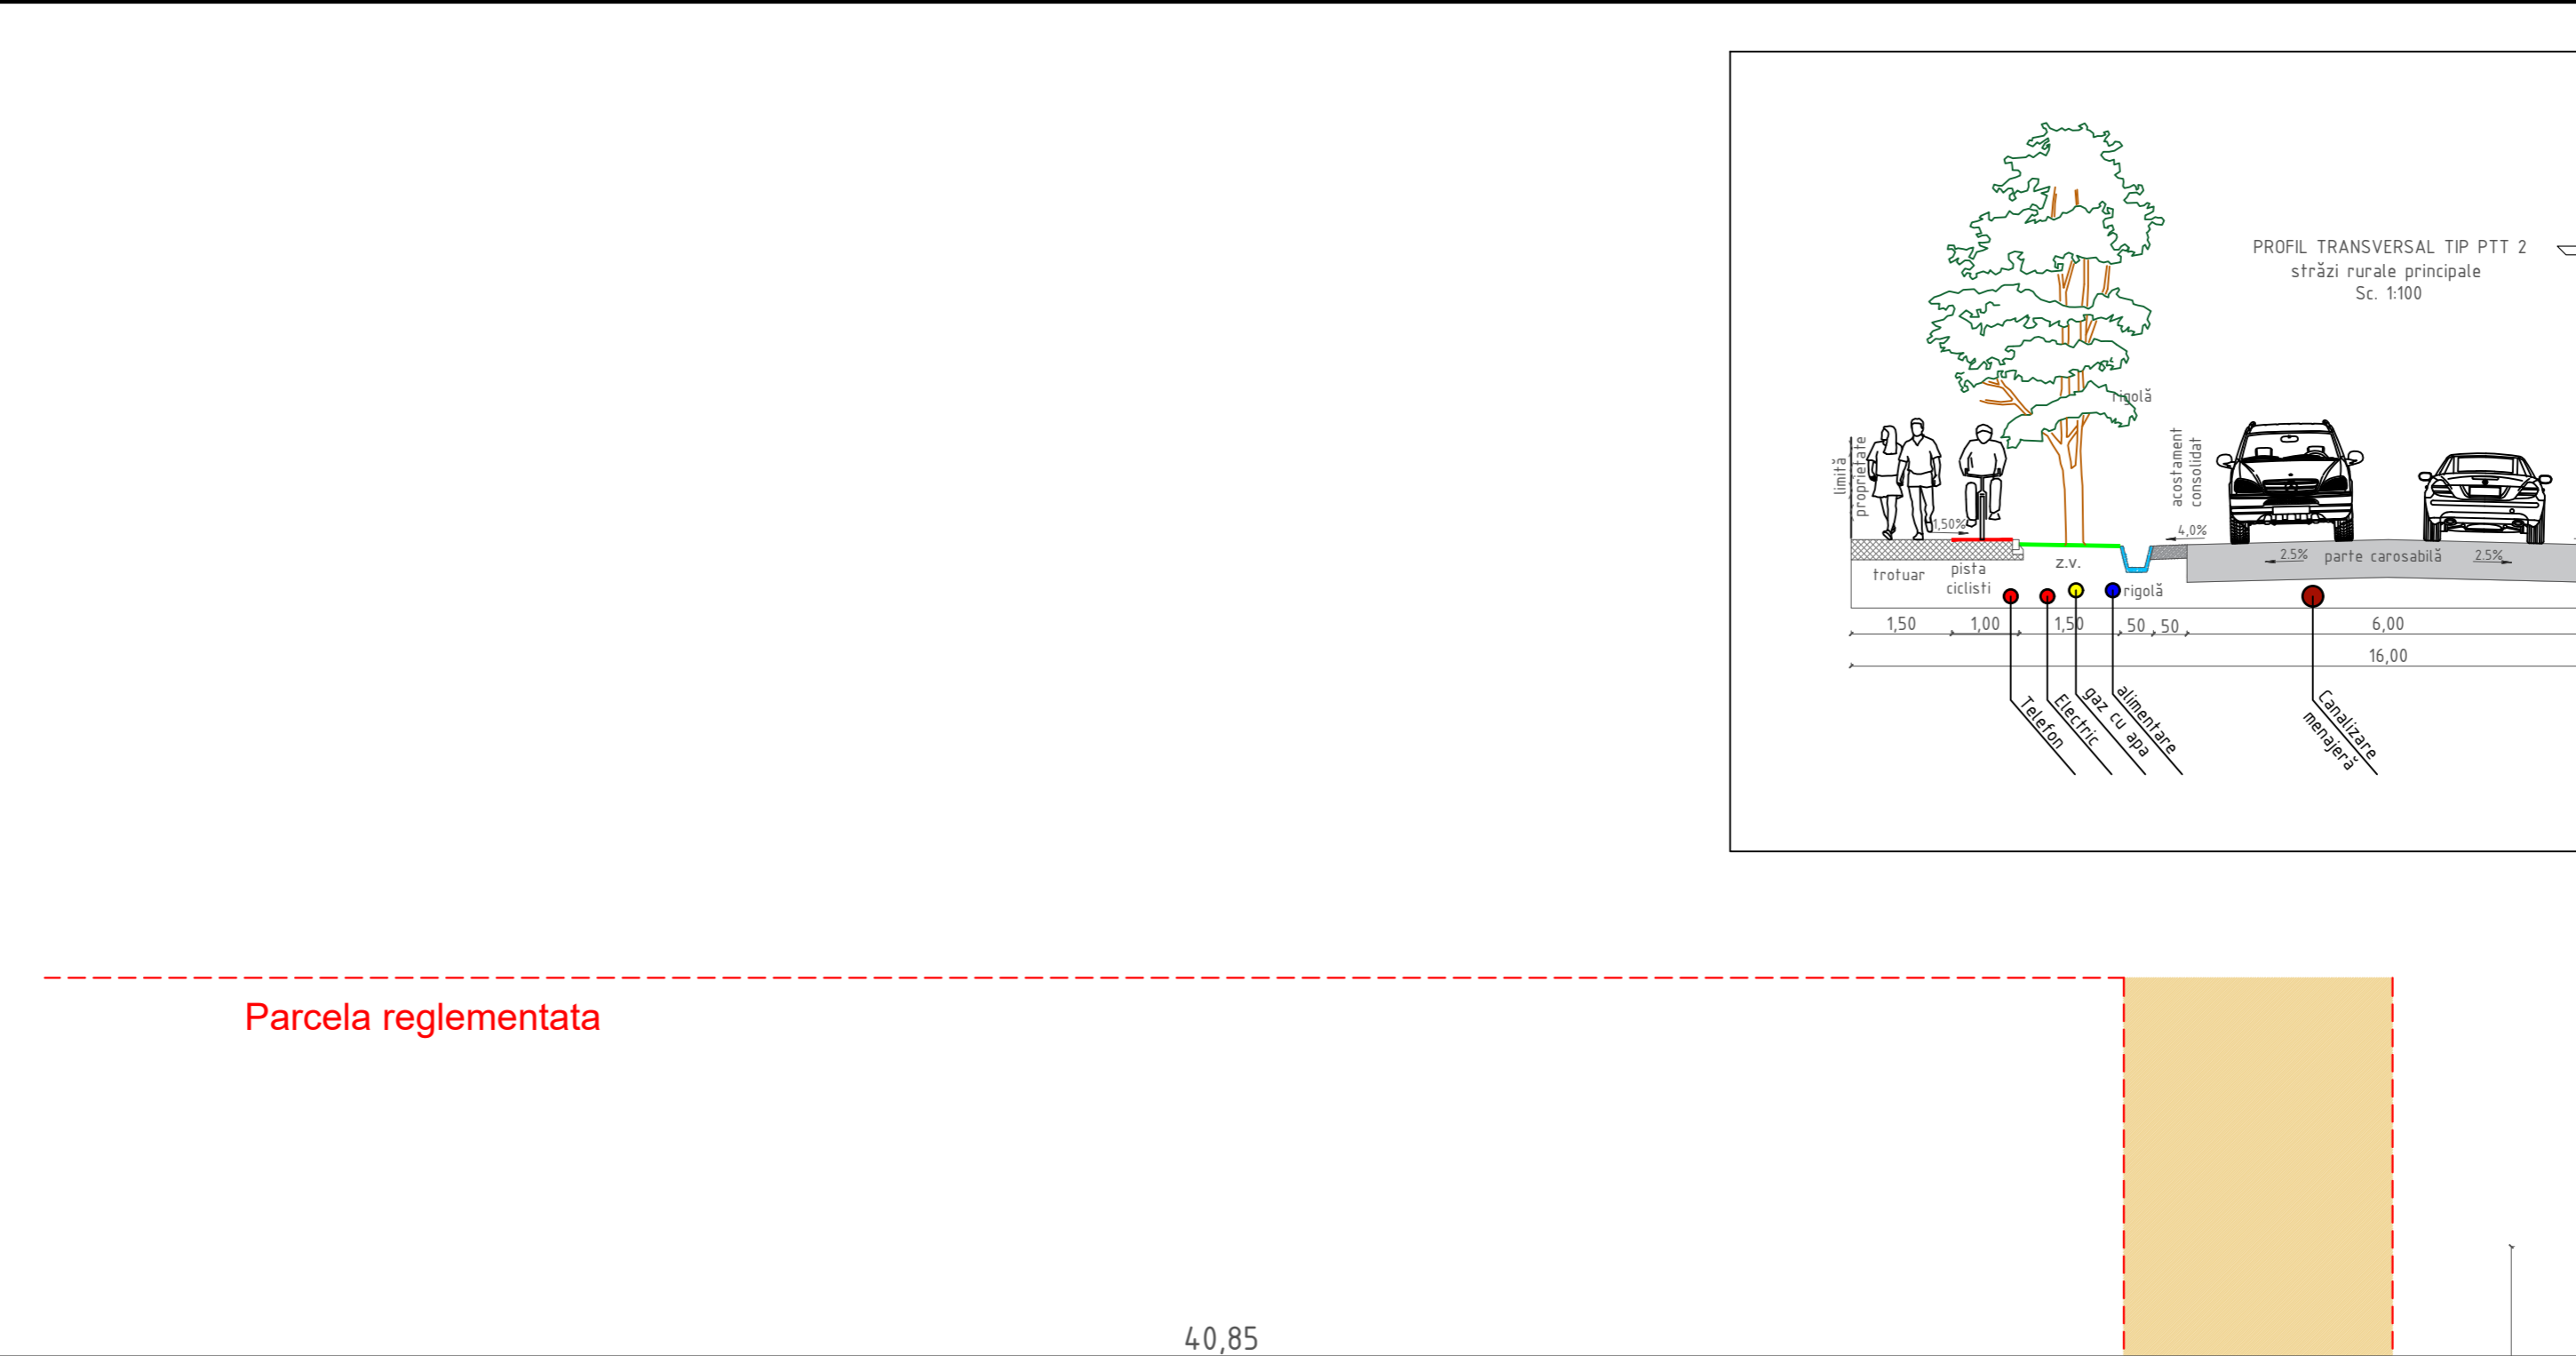 PROFIL TRANSVERSAL TIP PTT 2
străzi rurale principale
Sc. 1:100
rigolă
limită
proprietate
acostament
consolidat
1,50%
4,0%
2.5%
parte carosabilă
2.5%
trotuar
pista
ciclisti
z.v.
rigolă
1,50
1,00
1,50
50
50
6,00
16,00
Telefon
Electric
gaz cu apa
alimentare
Canalizare
menajeră
Parcela reglementata
40,85